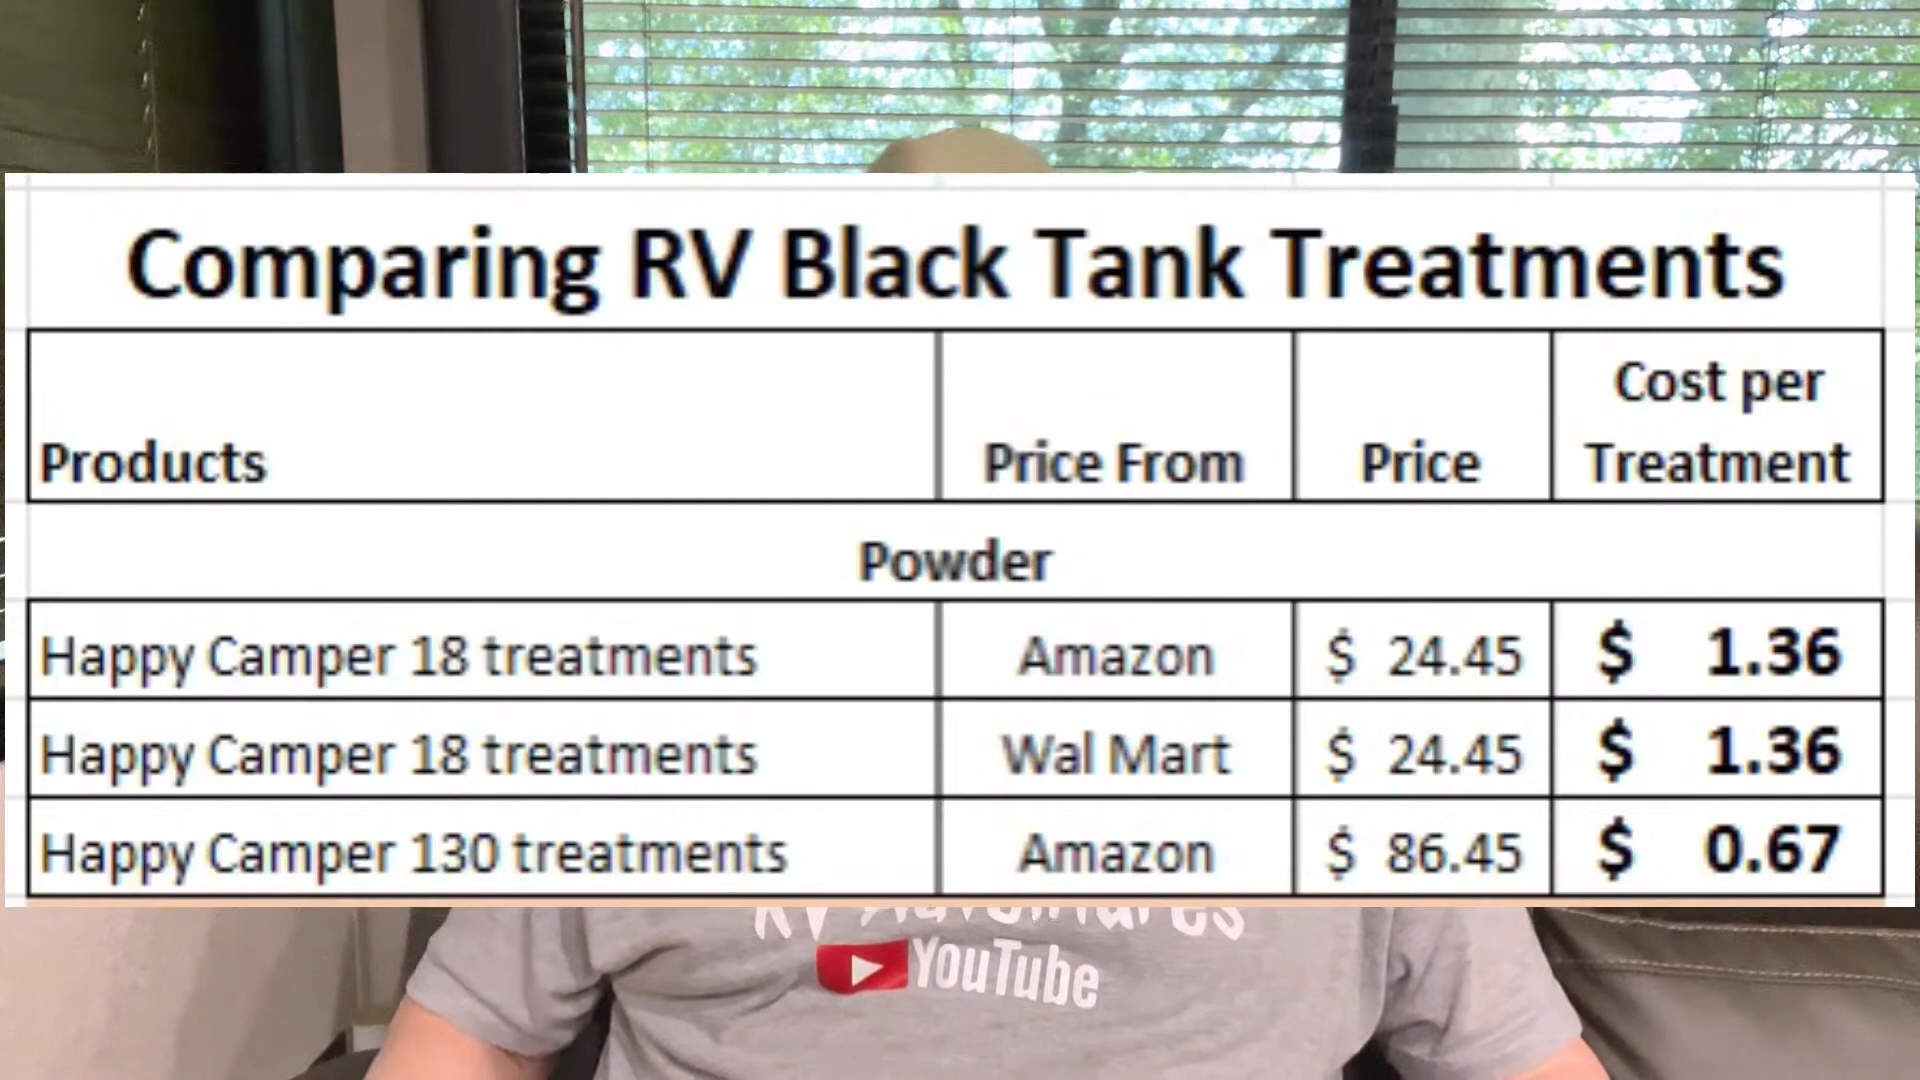 Comparing RV Black Tank Treatments
Products Price From Price Cost per Treatment
Powder
Happy Camper 18 treatments Amazon $ 24.45 $ 1.36
Happy Camper 18 treatments Wal Mart $ 24.45 $ 1.36
Happy Camper 130 treatments Amazon $ 86.45 $ 0.67
RV Adventures
YouTube